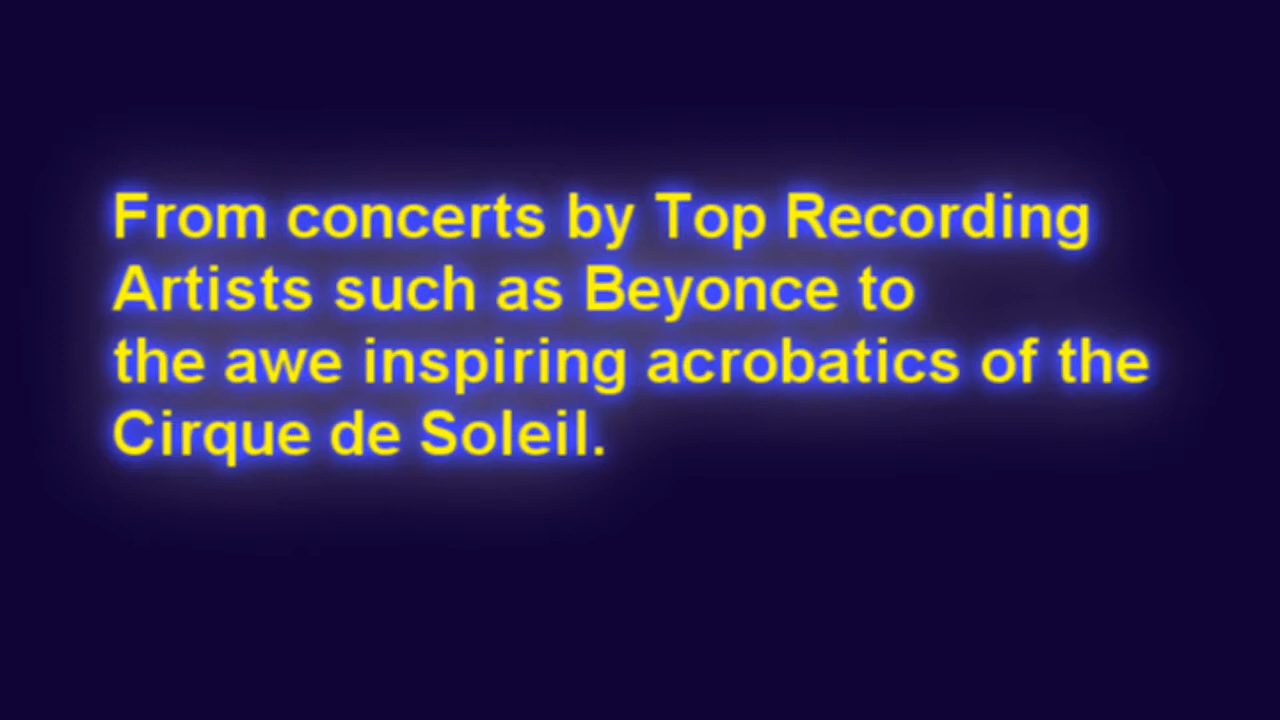 From concerts by Top Recording
Artists such as Beyonce to
the awe inspiring acrobatics of the
Cirque de Soleil.